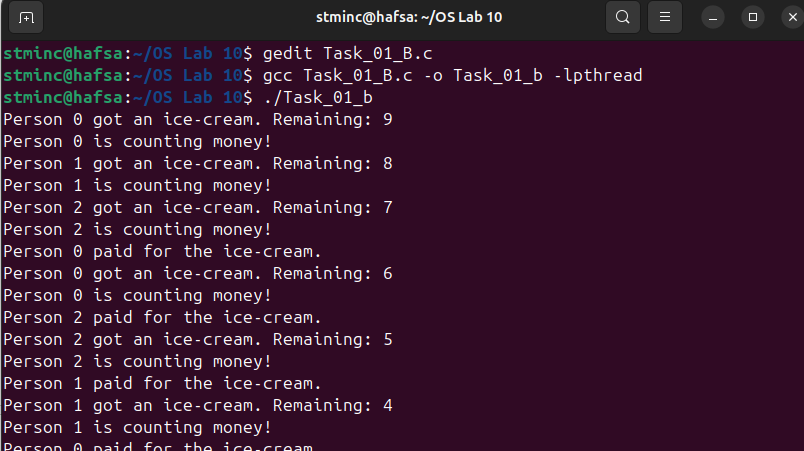 stminc@hafsa: ~/OS Lab 10
stminc@hafsa:~/OS Lab 10$ gedit Task_01_B.c
stminc@hafsa:~/OS Lab 10$ gcc Task_01_B.c -o Task_01_b -lpthread
stminc@hafsa:~/OS Lab 10$ ./Task_01_b
Person 0 got an ice-cream. Remaining: 9
Person 0 is counting money!
Person 1 got an ice-cream. Remaining: 8
Person 1 is counting money!
Person 2 got an ice-cream. Remaining: 7
Person 2 is counting money!
Person 0 paid for the ice-cream.
Person 0 got an ice-cream. Remaining: 6
Person 0 is counting money!
Person 2 paid for the ice-cream.
Person 2 got an ice-cream. Remaining: 5
Person 2 is counting money!
Person 1 paid for the ice-cream.
Person 1 got an ice-cream. Remaining: 4
Person 1 is counting money!
Person 0 paid for the ice-cream.